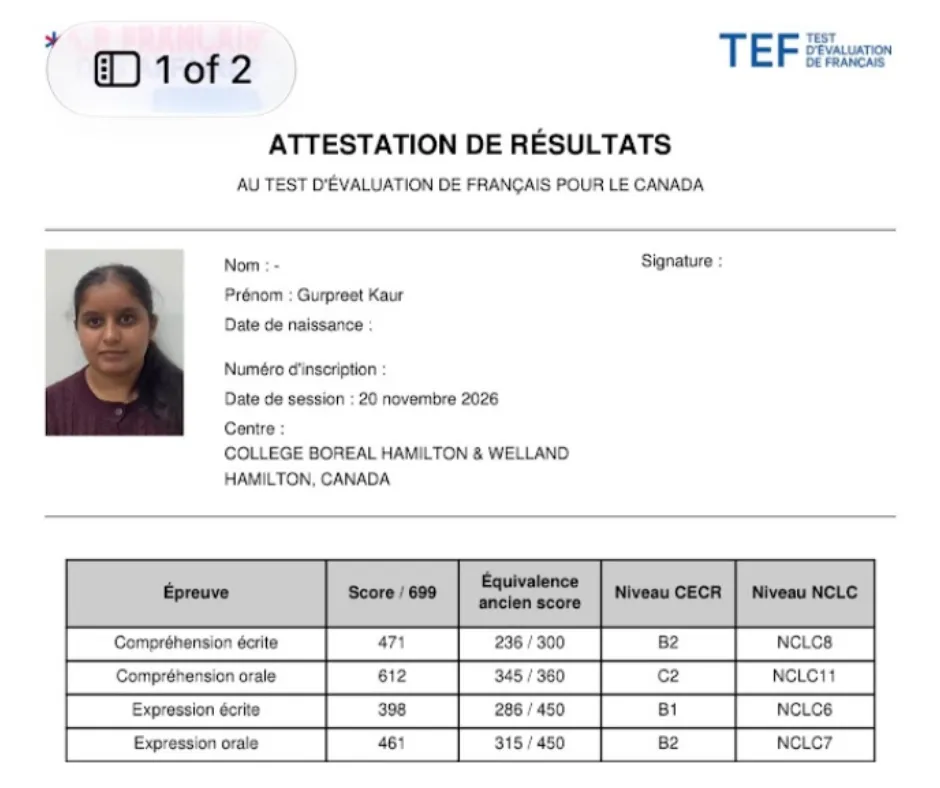 1 of 2
TEF TEST
D'ÉVALUATION
DE FRANÇAIS
ATTESTATION DE RÉSULTATS
AU TEST D'ÉVALUATION DE FRANÇAIS POUR LE CANADA
Nom : -
Signature :
Prénom : Gurpreet Kaur
Date de naissance :
Numéro d'inscription :
Date de session : 20 novembre 2026
Centre :
COLLEGE BOREAL HAMILTON & WELLAND
HAMILTON, CANADA
Épreuve Score / 699 Équivalence ancien score Niveau CECR Niveau NCLC
Compréhension écrite 471 236 / 300 B2 NCLC8
Compréhension orale 612 345 / 360 C2 NCLC11
Expression écrite 398 286 / 450 B1 NCLC6
Expression orale 461 315 / 450 B2 NCLC7